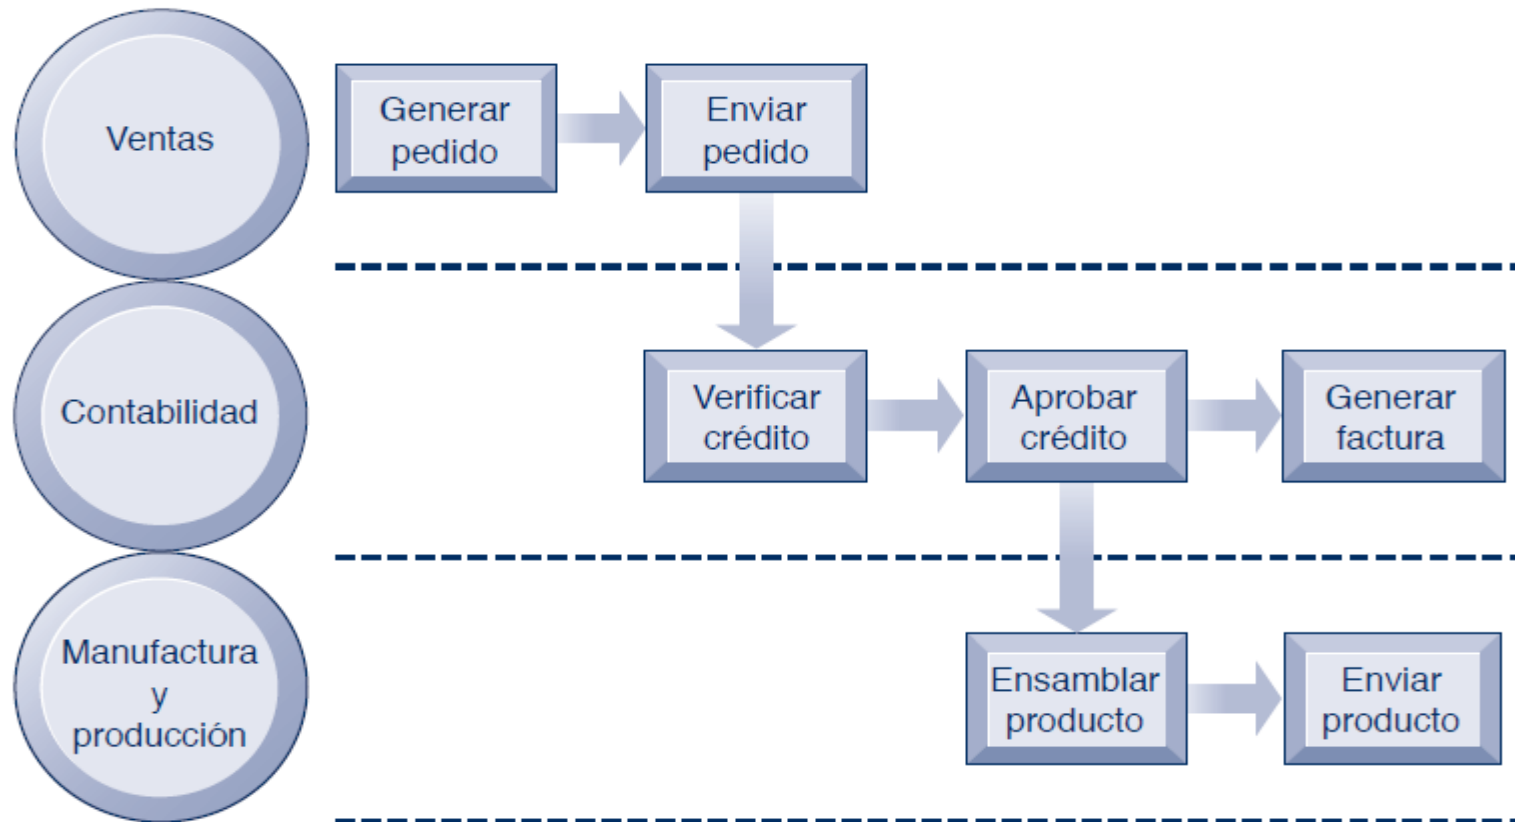 Ventas
Generar
pedido
Enviar
pedido
Contabilidad
Verificar
crédito
Aprobar
crédito
Generar
factura
Manufactura
y
producción
Ensamblar
producto
Enviar
producto